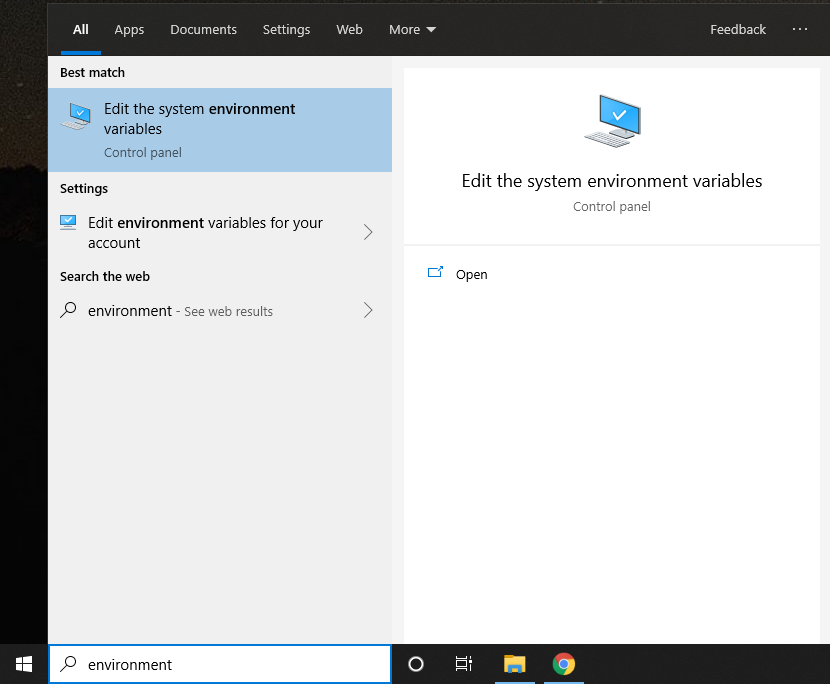 All Apps Documents Settings Web More Feedback ...
Best match
Edit the system environment
variables
Control panel
Settings
Edit environment variables for your
account
Search the web
environment - See web results
Edit the system environment variables
Control panel
Open
environment